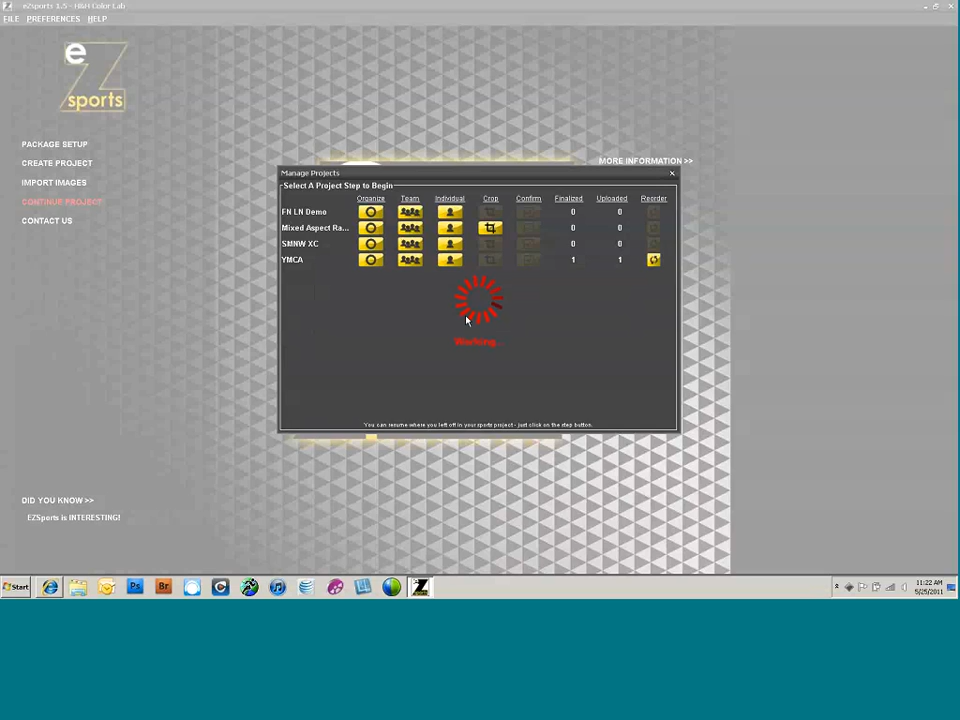 eZsports 1.5 - H&H Color Lab
FILE PREFERENCES HELP
eZ sports
PACKAGE SETUP
CREATE PROJECT
IMPORT IMAGES
CONTINUE PROJECT
CONTACT US
MORE INFORMATION >>
Manage Projects
Select A Project Step to Begin
Organize Team Individual Crop Confirm Finalized Uploaded Reorder
FN LN Demo 0 0
Mixed Aspect Ra... 0 0
SMNW XC 0 0
YMCA 1 1
Working...
You can resume where you left off in your sports project - just click on the step button.
DID YOU KNOW >>
EZSports is INTERESTING!
Start Ps Br 11:22 AM
5/25/2011